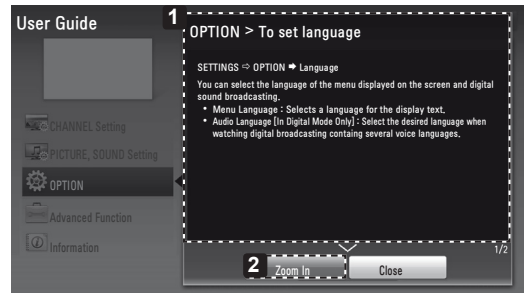 User Guide
1
OPTION > To set language
SETTINGS ⇨ OPTION ➡ Language
You can select the language of the menu displayed on the screen and digital
sound broadcasting.
• Menu Language : Selects a language for the display text.
• Audio Language [In Digital Mode Only] : Select the desired language when
watching digital broadcasting containg several voice languages.
CHANNEL Setting
PICTURE, SOUND Setting
OPTION
Advanced Function
Information
1/2
2
Zoom In
Close